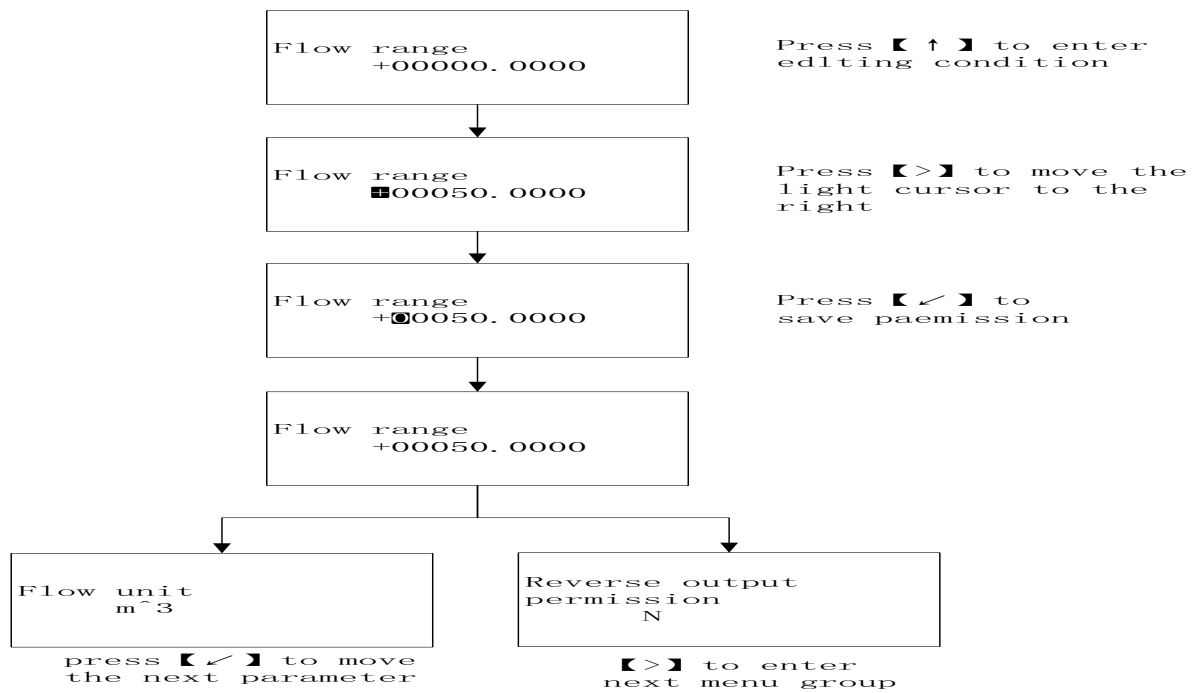 Flow range
+00000.0000
Press【 ↑ 】to enter
edlting condition
Flow range
+00050.0000
Press【>】to move the
light cursor to the
right
Flow range
+00050.0000
Press【 ✓ 】to
save paemission
Flow range
+00050.0000
Flow unit
m^3
press【 ✓ 】to move
the next parameter
Reverse output
permission
N
【>】to enter
next menu group